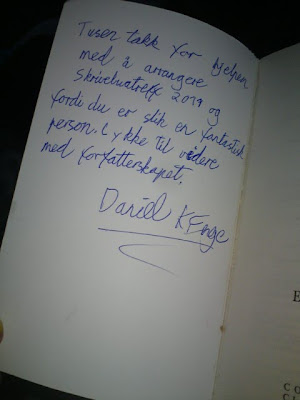 Tusen takk for hjelpen
med å arrangere
Skriveluatreff 2019 og
fordi du er slik en fantastisk
person. Lykke til videre
med forfatterskapet.
Daniel K Enge
E
C O